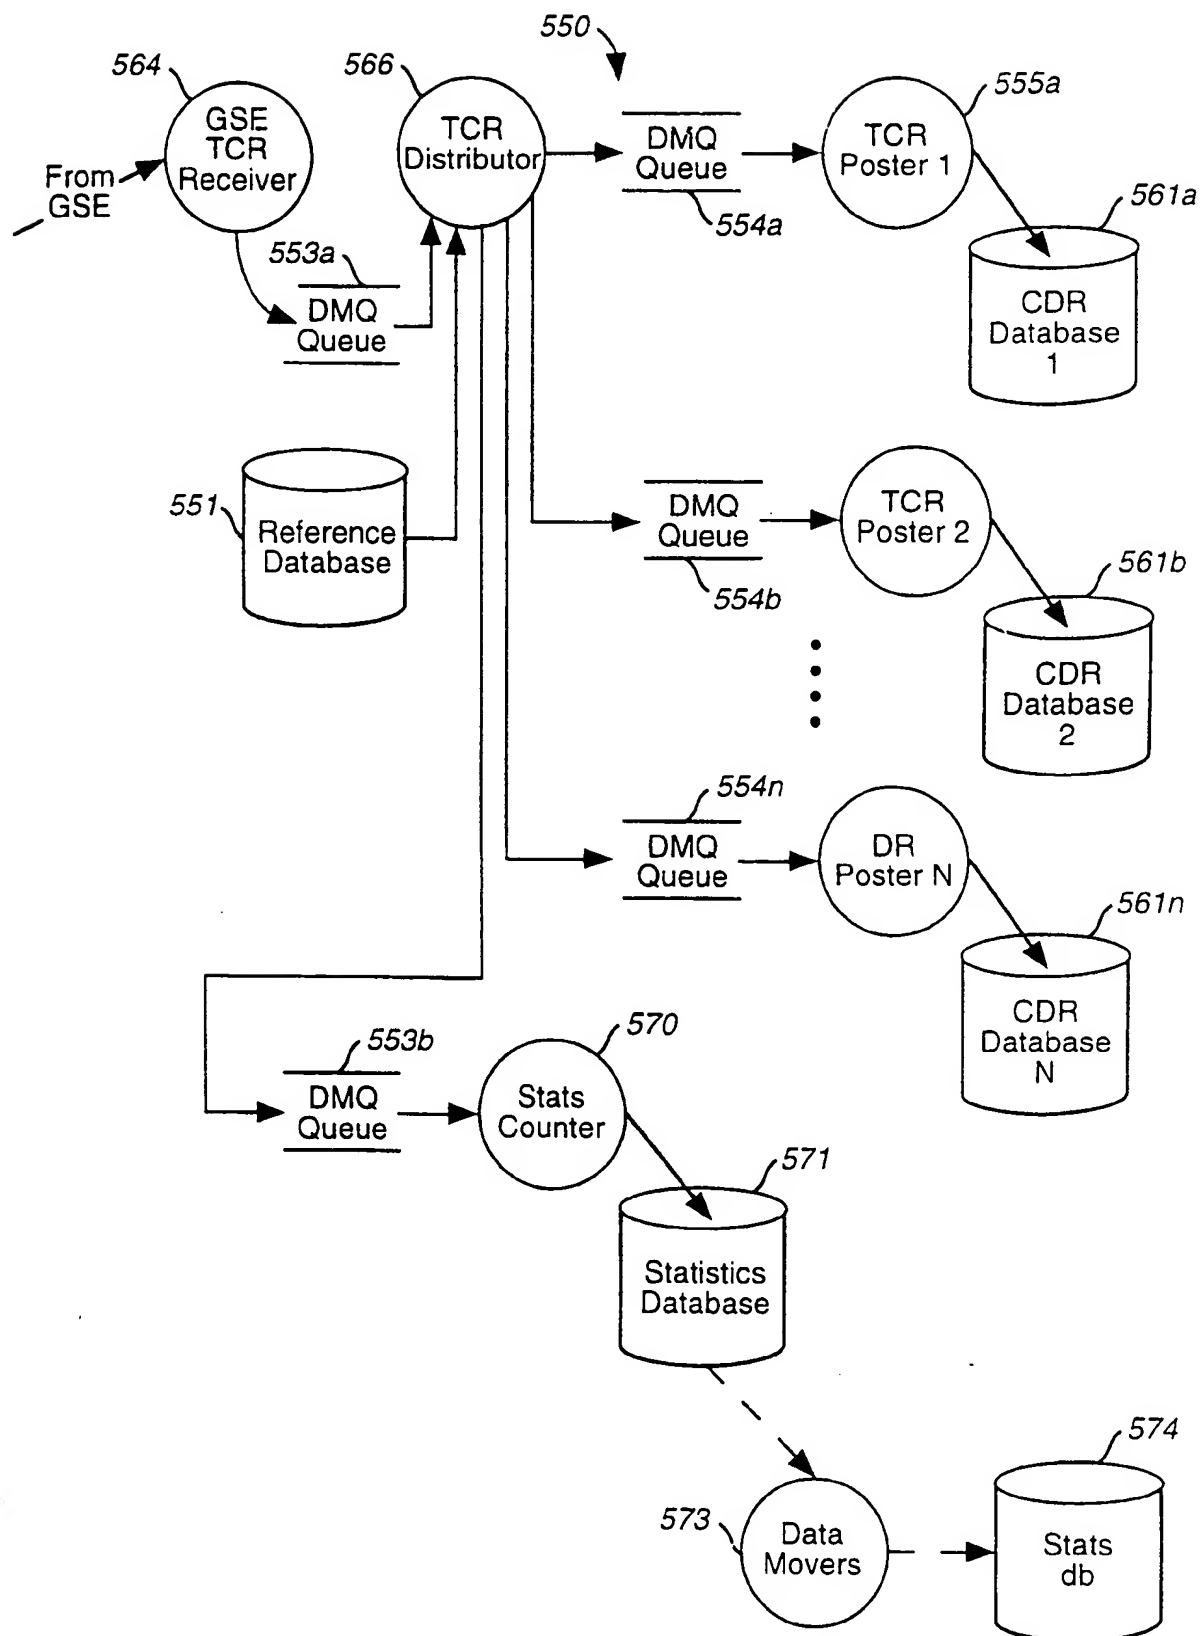 550
564
566
555a
GSE
TCR
Receiver
TCR
Distributor
DMQ
Queue
TCR
Poster 1
From
GSE
554a
561a
553a
DMQ
Queue
CDR
Database
1
551
Reference
Database
DMQ
Queue
TCR
Poster 2
554b
561b
CDR
Database
2
554n
DMQ
Queue
DR
Poster N
561n
CDR
Database
N
553b
570
DMQ
Queue
Stats
Counter
571
Statistics
Database
574
573
Data
Movers
Stats
db